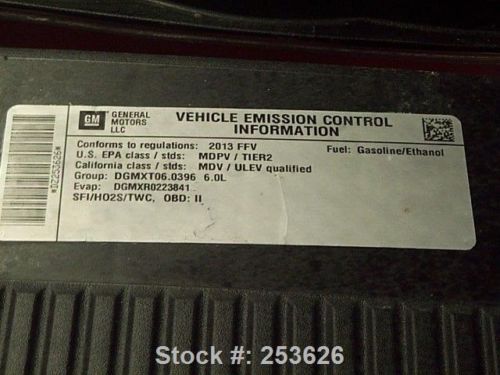 GM
GENERAL MOTORS LLC
VEHICLE EMISSION CONTROL
INFORMATION
Conforms to regulations: 2013 FFV
Fuel: Gasoline/Ethanol
U.S. EPA class / stds: MDPV / TIER2
California class / stds: MDV / ULEV qualified
Group: DGMXT06.0396 6.0L
Evap: DGMXR0223841
SFI/HO2S/TWC, OBD: II
Stock #: 253626